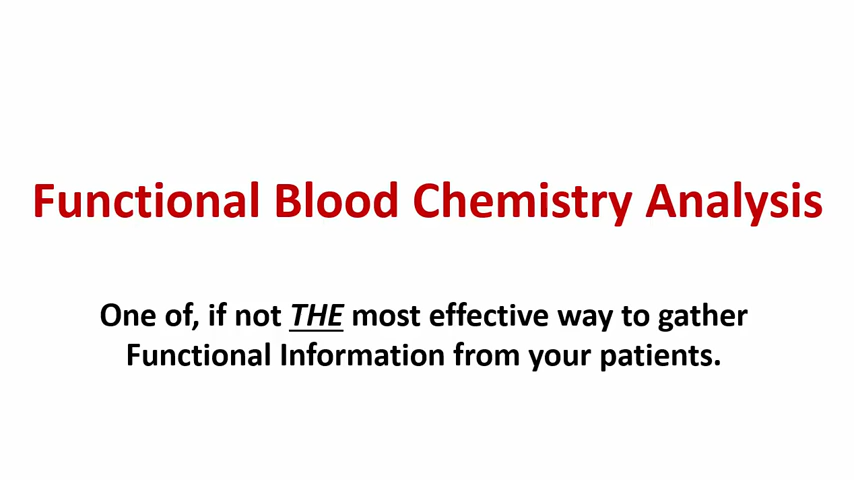 Functional Blood Chemistry Analysis
One of, if not THE most effective way to gather
Functional Information from your patients.